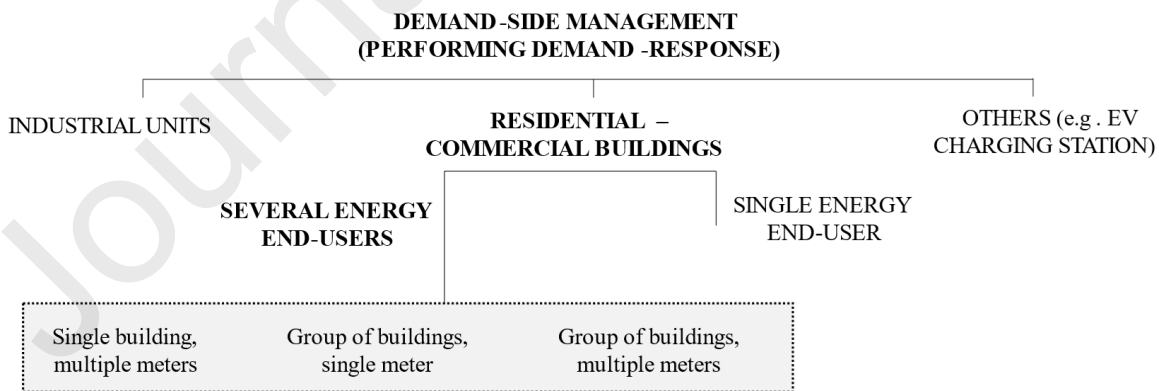 DEMAND-SIDE MANAGEMENT
(PERFORMING DEMAND -RESPONSE)
INDUSTRIAL UNITS
RESIDENTIAL –
COMMERCIAL BUILDINGS
OTHERS (e.g . EV
CHARGING STATION)
SEVERAL ENERGY
END-USERS
SINGLE ENERGY
END-USER
Single building,
multiple meters
Group of buildings,
single meter
Group of buildings,
multiple meters
Journ